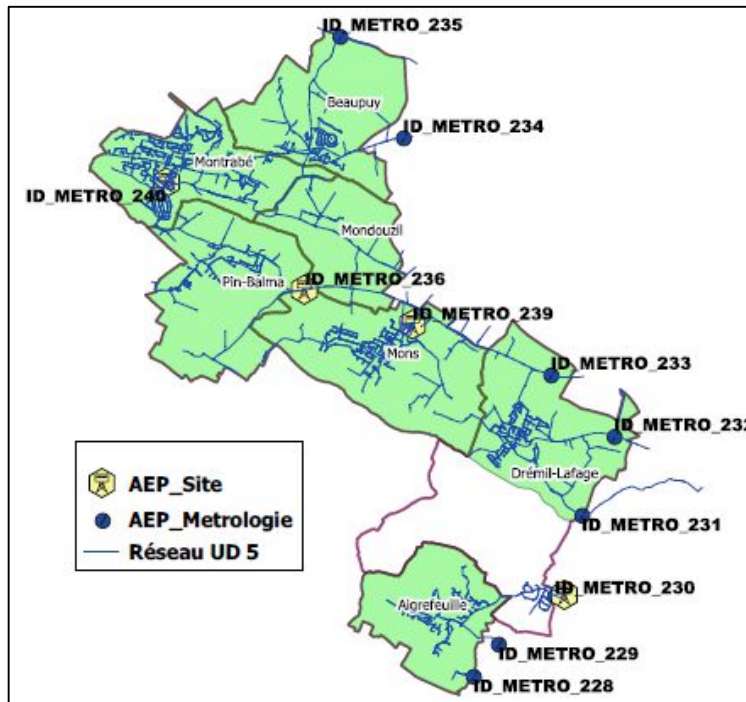 ID_METRO_235
Beaupuy
ID_METRO_234
Montrabé
ID_METRO_240
Mondouzil
ID_METRO_236
Pin-Balma
ID_METRO_239
Mons
ID_METRO_233
ID_METRO_232
Drémil-Lafage
ID_METRO_231
AEP_Site
AEP_Metrologie
Réseau UD 5
ID_METRO_230
Aigrefeuille
ID_METRO_229
ID_METRO_228